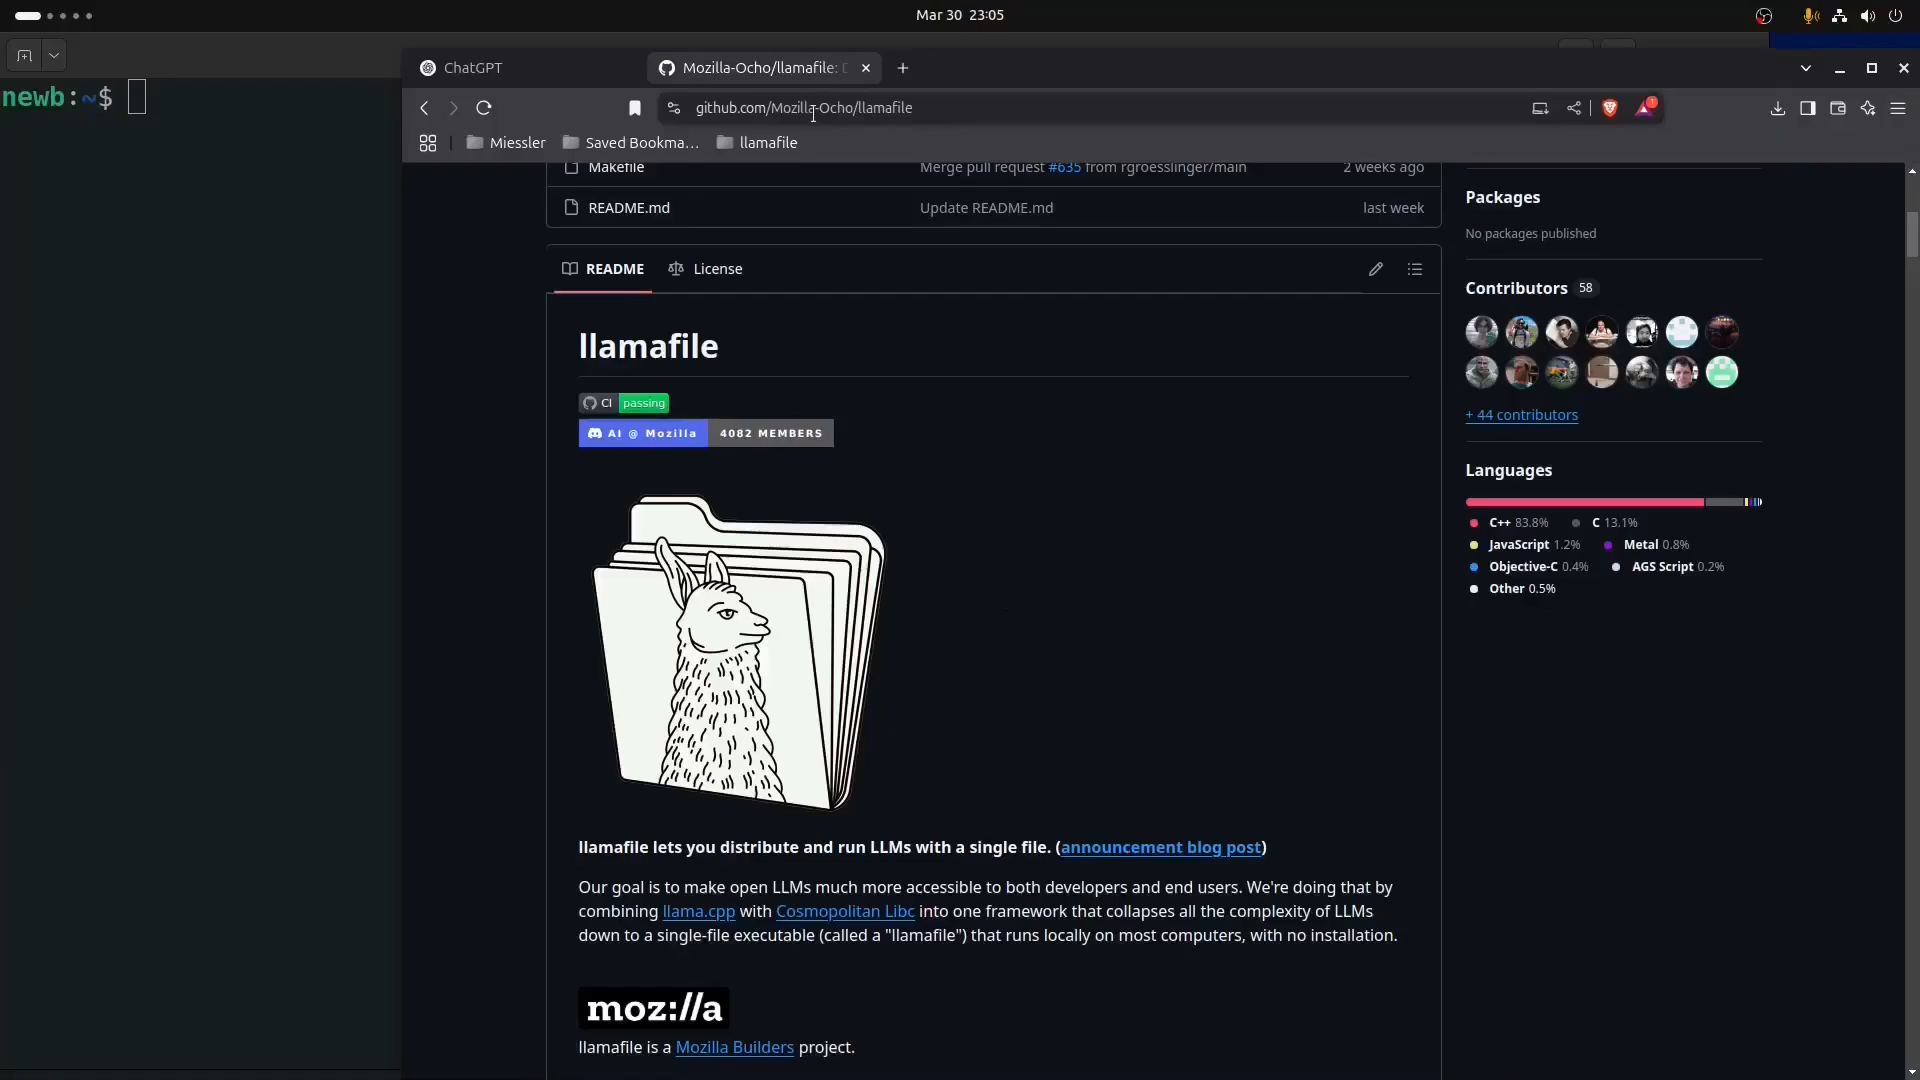 Mar 30 23:05
newb:~$
ChatGPT
Mozilla-Ocho/llamafile:
github.com/Mozilla-Ocho/llamafile
1
Miessler
Saved Bookma...
llamafile
Makefile
Merge pull request #635 from rgroesslinger/main
2 weeks ago
README.md
Update README.md
last week
README
License
llamafile
CI passing
AI @ Mozilla 4082 MEMBERS
llamafile lets you distribute and run LLMs with a single file. (announcement blog post)
Our goal is to make open LLMs much more accessible to both developers and end users. We're doing that by
combining llama.cpp with Cosmopolitan Libc into one framework that collapses all the complexity of LLMs
down to a single-file executable (called a "llamafile") that runs locally on most computers, with no installation.
moz://a
llamafile is a Mozilla Builders project.
Packages
No packages published
Contributors 58
+ 44 contributors
Languages
C++ 83.8% C 13.1%
JavaScript 1.2% Metal 0.8%
Objective-C 0.4% AGS Script 0.2%
Other 0.5%